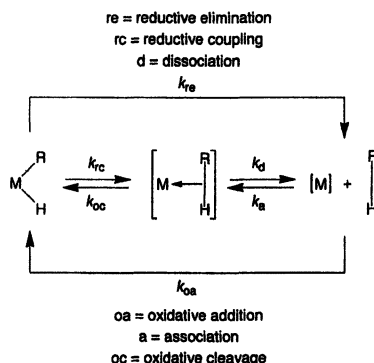 re = reductive elimination
rc = reductive coupling
d = dissociation
k_re
R
M
H
k_rc
k_oc
[ M R H ]
k_d
k_a
[M] + R H
k_oa
oa = oxidative addition
a = association
oc = oxidative cleavage